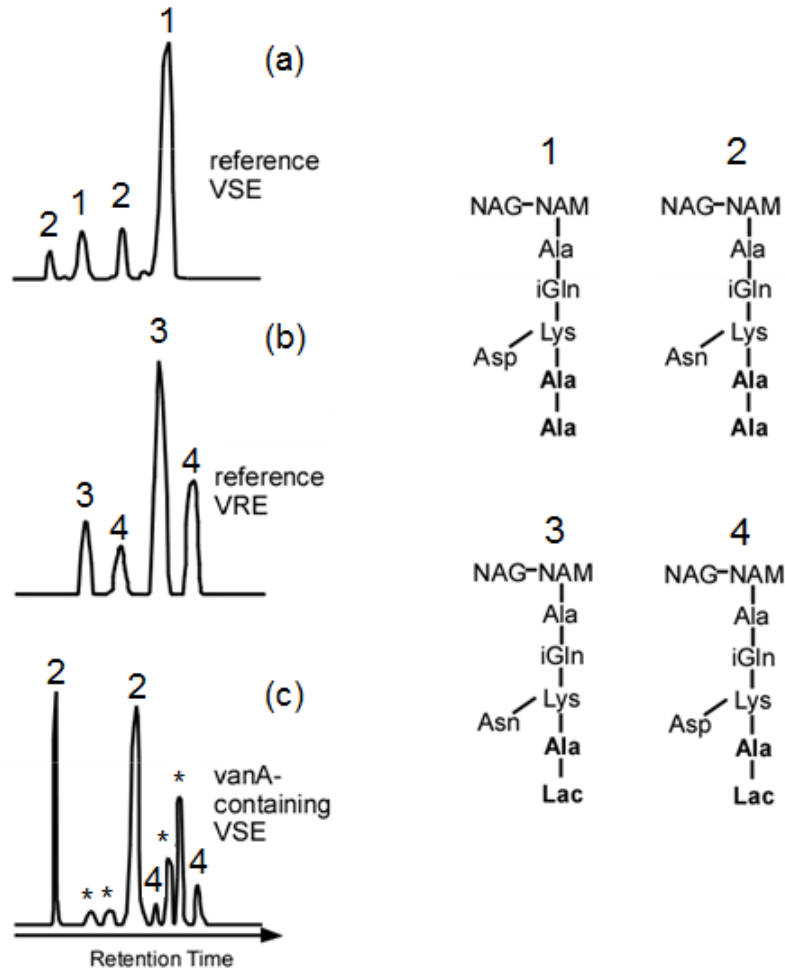 1
(a)
2 1 2
reference
VSE
3
(b)
3 4 4
reference
VRE
2 2
(c)
* * 4 * * 4
vanA-
containing
VSE
Retention Time
1
NAG-NAM
Ala
iGln
Lys
Asp
Ala
Ala
2
NAG-NAM
Ala
iGln
Lys
Asn
Ala
Ala
3
NAG-NAM
Ala
iGln
Lys
Asn
Ala
Lac
4
NAG-NAM
Ala
iGln
Lys
Asp
Ala
Lac